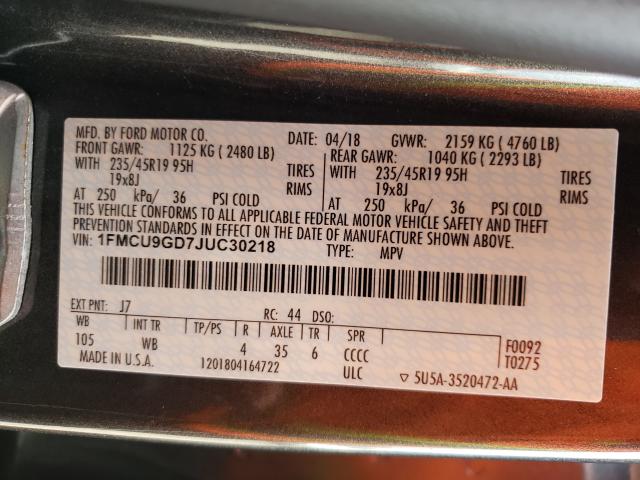 MFD. BY FORD MOTOR CO.
DATE: 04/18 GVWR: 2159 KG (4760 LB)
FRONT GAWR: 1125 KG (2480 LB) REAR GAWR: 1040 KG (2293 LB)
WITH 235/45R19 95H TIRES WITH 235/45R19 95H TIRES
19x8J RIMS 19x8J RIMS
AT 250 kPa/ 36 PSI COLD AT 250 kPa/ 36 PSI COLD
THIS VEHICLE CONFORMS TO ALL APPLICABLE FEDERAL MOTOR VEHICLE SAFETY AND THEFT
PREVENTION STANDARDS IN EFFECT ON THE DATE OF MANUFACTURE SHOWN ABOVE.
VIN: 1FMCU9GD7JUC30218 TYPE: MPV
EXT PNT: J7 RC: 44 DSO:
WB INT TR TP/PS R AXLE TR SPR F0092
105 WB 4 35 6 CCCC T0275
MADE IN U.S.A. 1201804164722 ULC ▽ 5U5A-3520472-AA